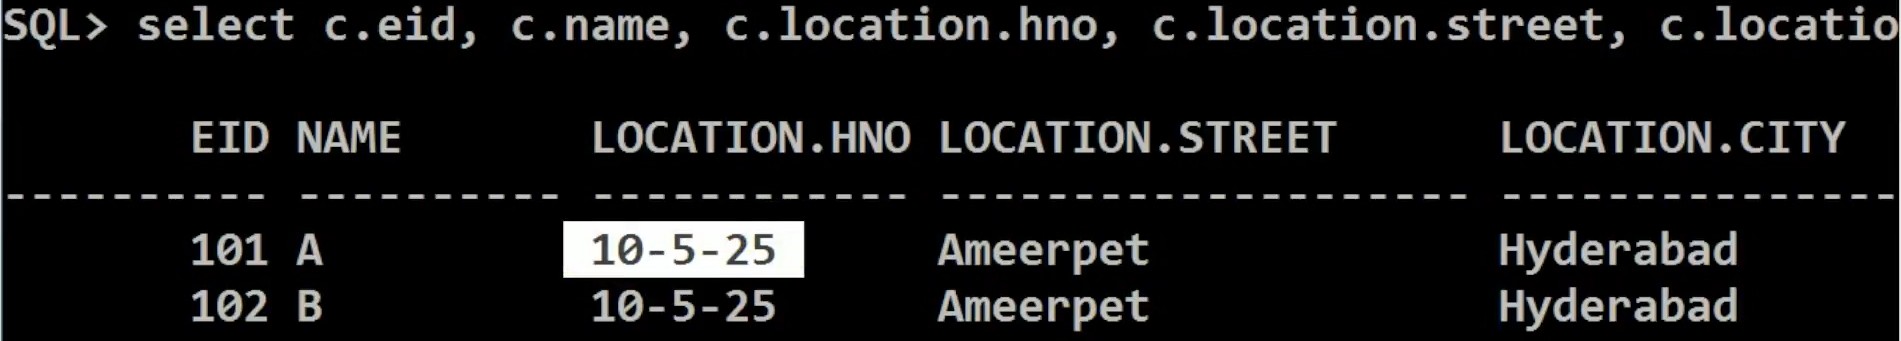 SQL> select c.eid, c.name, c.location.hno, c.location.street, c.locatio
EID NAME LOCATION.HNO LOCATION.STREET LOCATION.CITY
---------- ---------- ------------ -------------------- ---------------
101 A 10-5-25 Ameerpet Hyderabad
102 B 10-5-25 Ameerpet Hyderabad